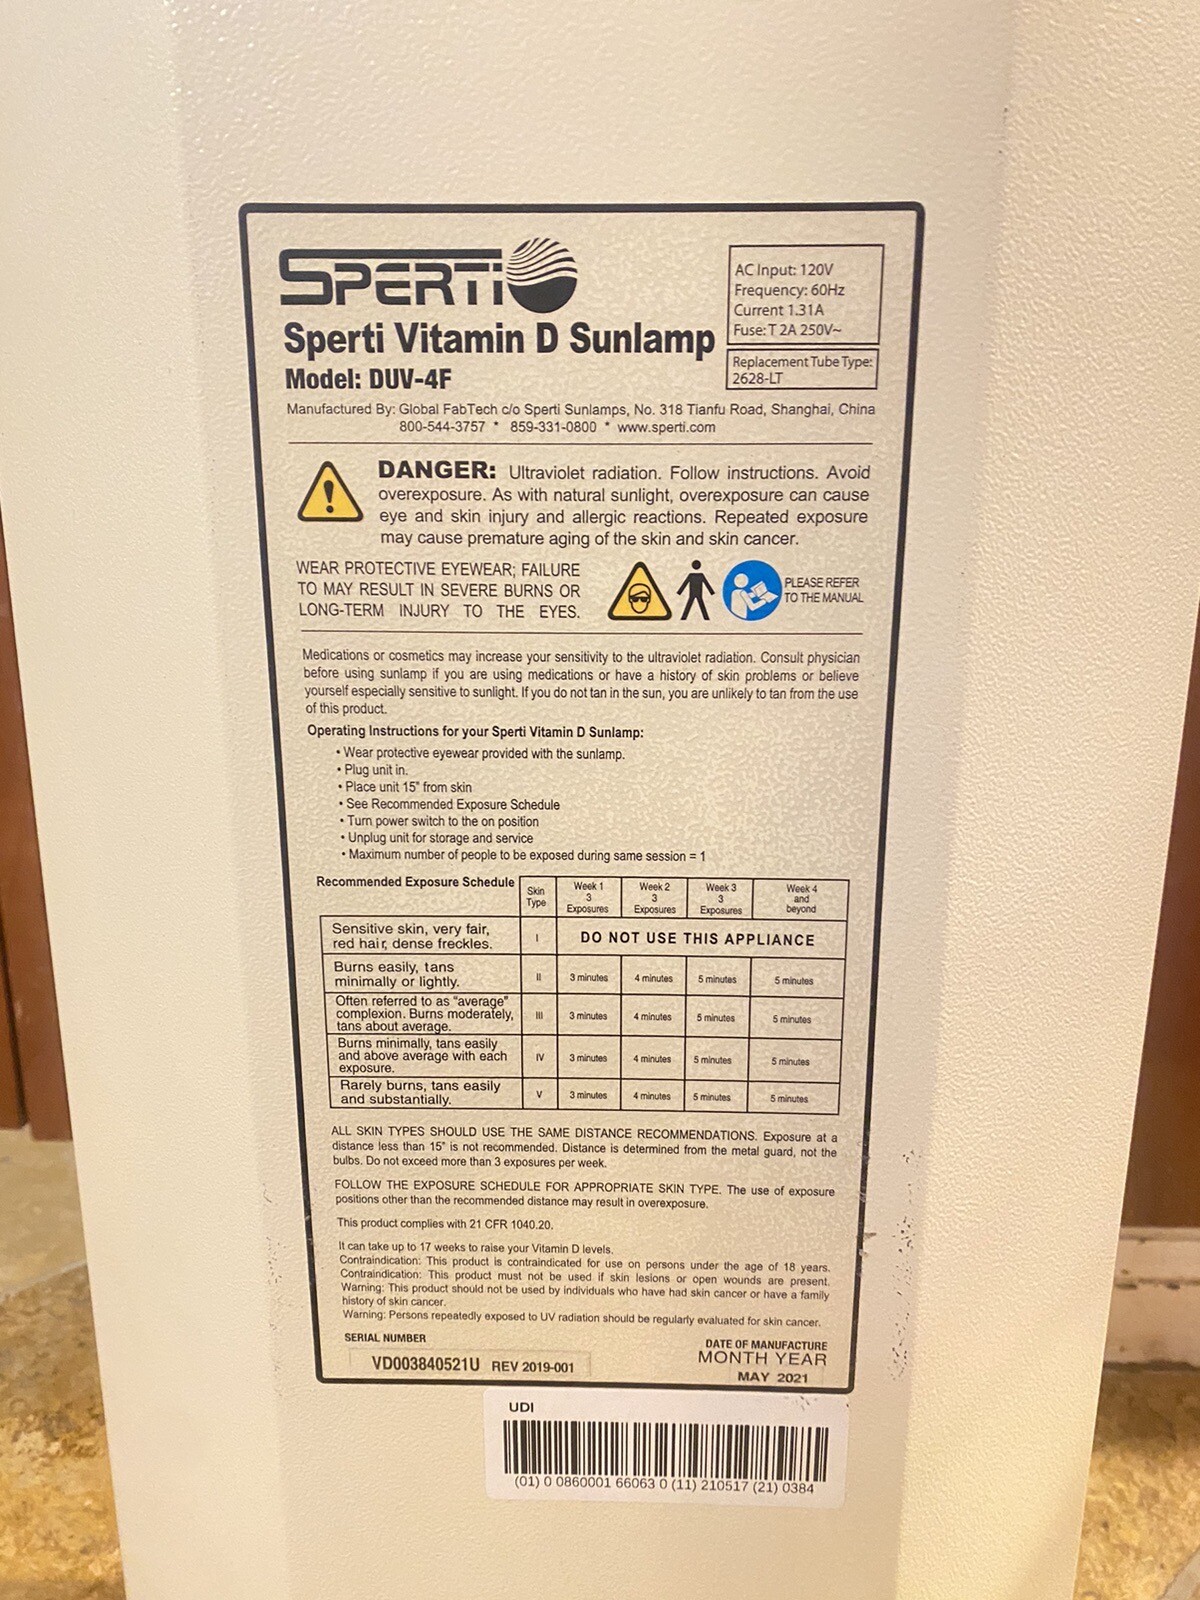 SPERTI
Sperti Vitamin D Sunlamp
Model: DUV-4F
AC Input: 120V
Frequency: 60Hz
Current 1.31A
Fuse: T 2A 250V~
Replacement Tube Type:
2628-LT
Manufactured By: Global FabTech c/o Sperti Sunlamps, No. 318 Tianfu Road, Shanghai, China
800-544-3757 * 859-331-0800 * www.sperti.com
DANGER: Ultraviolet radiation. Follow instructions. Avoid
overexposure. As with natural sunlight, overexposure can cause
eye and skin injury and allergic reactions. Repeated exposure
may cause premature aging of the skin and skin cancer.
WEAR PROTECTIVE EYEWEAR; FAILURE
TO MAY RESULT IN SEVERE BURNS OR
LONG-TERM INJURY TO THE EYES.
PLEASE REFER
TO THE MANUAL
Medications or cosmetics may increase your sensitivity to the ultraviolet radiation. Consult physician
before using sunlamp if you are using medications or have a history of skin problems or believe
yourself especially sensitive to sunlight. If you do not tan in the sun, you are unlikely to tan from the use
of this product.
Operating Instructions for your Sperti Vitamin D Sunlamp:
• Wear protective eyewear provided with the sunlamp.
• Plug unit in.
• Place unit 15" from skin
• See Recommended Exposure Schedule
• Turn power switch to the on position
• Unplug unit for storage and service
• Maximum number of people to be exposed during same session = 1
Recommended Exposure Schedule
Skin
Type
Week 1
3
Exposures
Week 2
3
Exposures
Week 3
3
Exposures
Week 4
and
beyond
Sensitive skin, very fair,
red hair, dense freckles.
I
DO NOT USE THIS APPLIANCE
Burns easily, tans
minimally or lightly.
II
3 minutes
4 minutes
5 minutes
5 minutes
Often referred to as "average"
complexion. Burns moderately,
tans about average.
III
3 minutes
4 minutes
5 minutes
5 minutes
Burns minimally, tans easily
and above average with each
exposure.
IV
3 minutes
4 minutes
5 minutes
5 minutes
Rarely burns, tans easily
and substantially.
V
3 minutes
4 minutes
5 minutes
5 minutes
ALL SKIN TYPES SHOULD USE THE SAME DISTANCE RECOMMENDATIONS. Exposure at a
distance less than 15" is not recommended. Distance is determined from the metal guard, not the
bulbs. Do not exceed more than 3 exposures per week.
FOLLOW THE EXPOSURE SCHEDULE FOR APPROPRIATE SKIN TYPE. The use of exposure
positions other than the recommended distance may result in overexposure.
This product complies with 21 CFR 1040.20.
It can take up to 17 weeks to raise your Vitamin D levels.
Contraindication: This product is contraindicated for use on persons under the age of 18 years.
Contraindication: This product must not be used if skin lesions or open wounds are present.
Warning: This product should not be used by individuals who have had skin cancer or have a family
history of skin cancer.
Warning: Persons repeatedly exposed to UV radiation should be regularly evaluated for skin cancer.
SERIAL NUMBER
VD003840521U REV 2019-001
DATE OF MANUFACTURE
MONTH YEAR
MAY 2021
UDI
(01) 0 0860001 66063 0 (11) 210517 (21) 0384